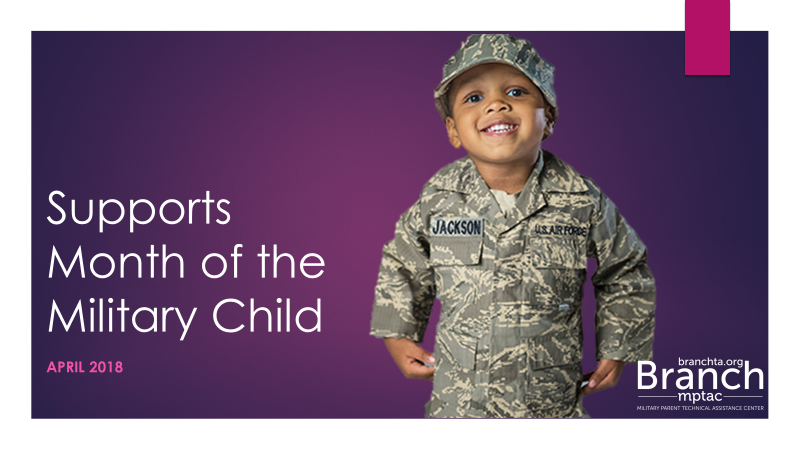 Supports
Month of the
Military Child
APRIL 2018
JACKSON
U.S. AIR FORCE
branchta.org
Branch
mptac
MILITARY PARENT TECHNICAL ASSISTANCE CENTER